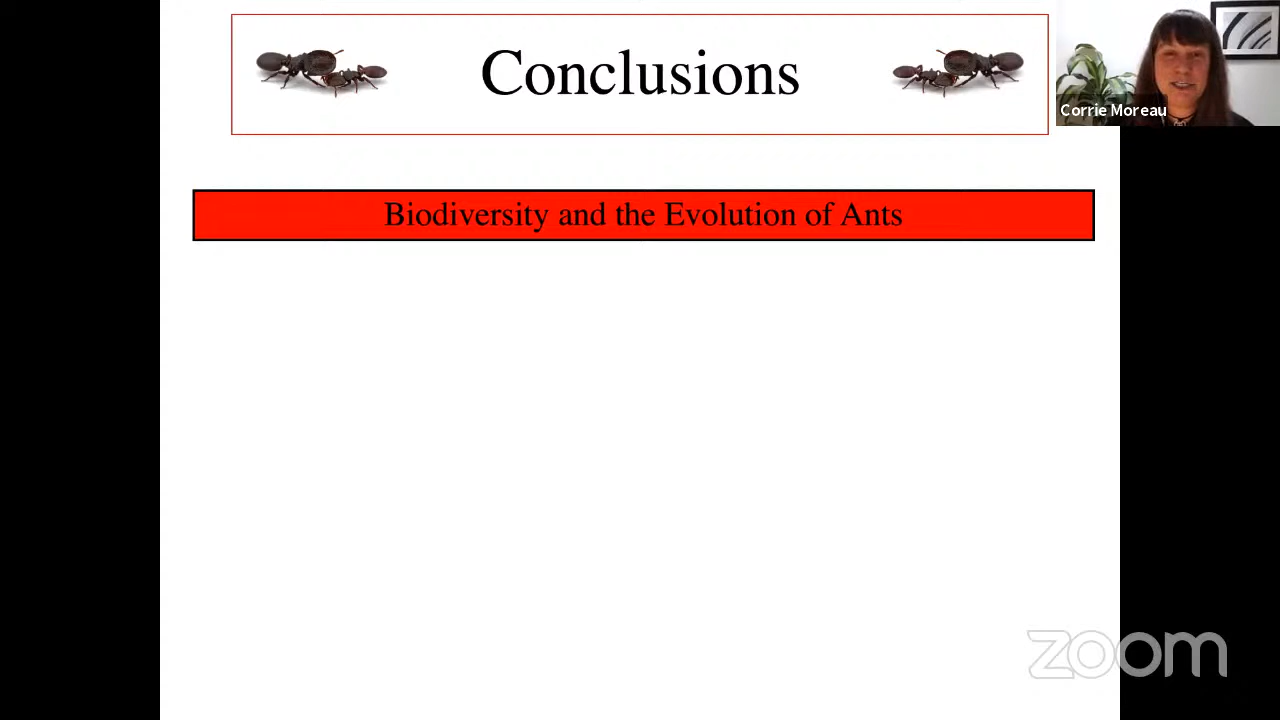 Conclusions
Corrie Moreau
Biodiversity and the Evolution of Ants
zoom